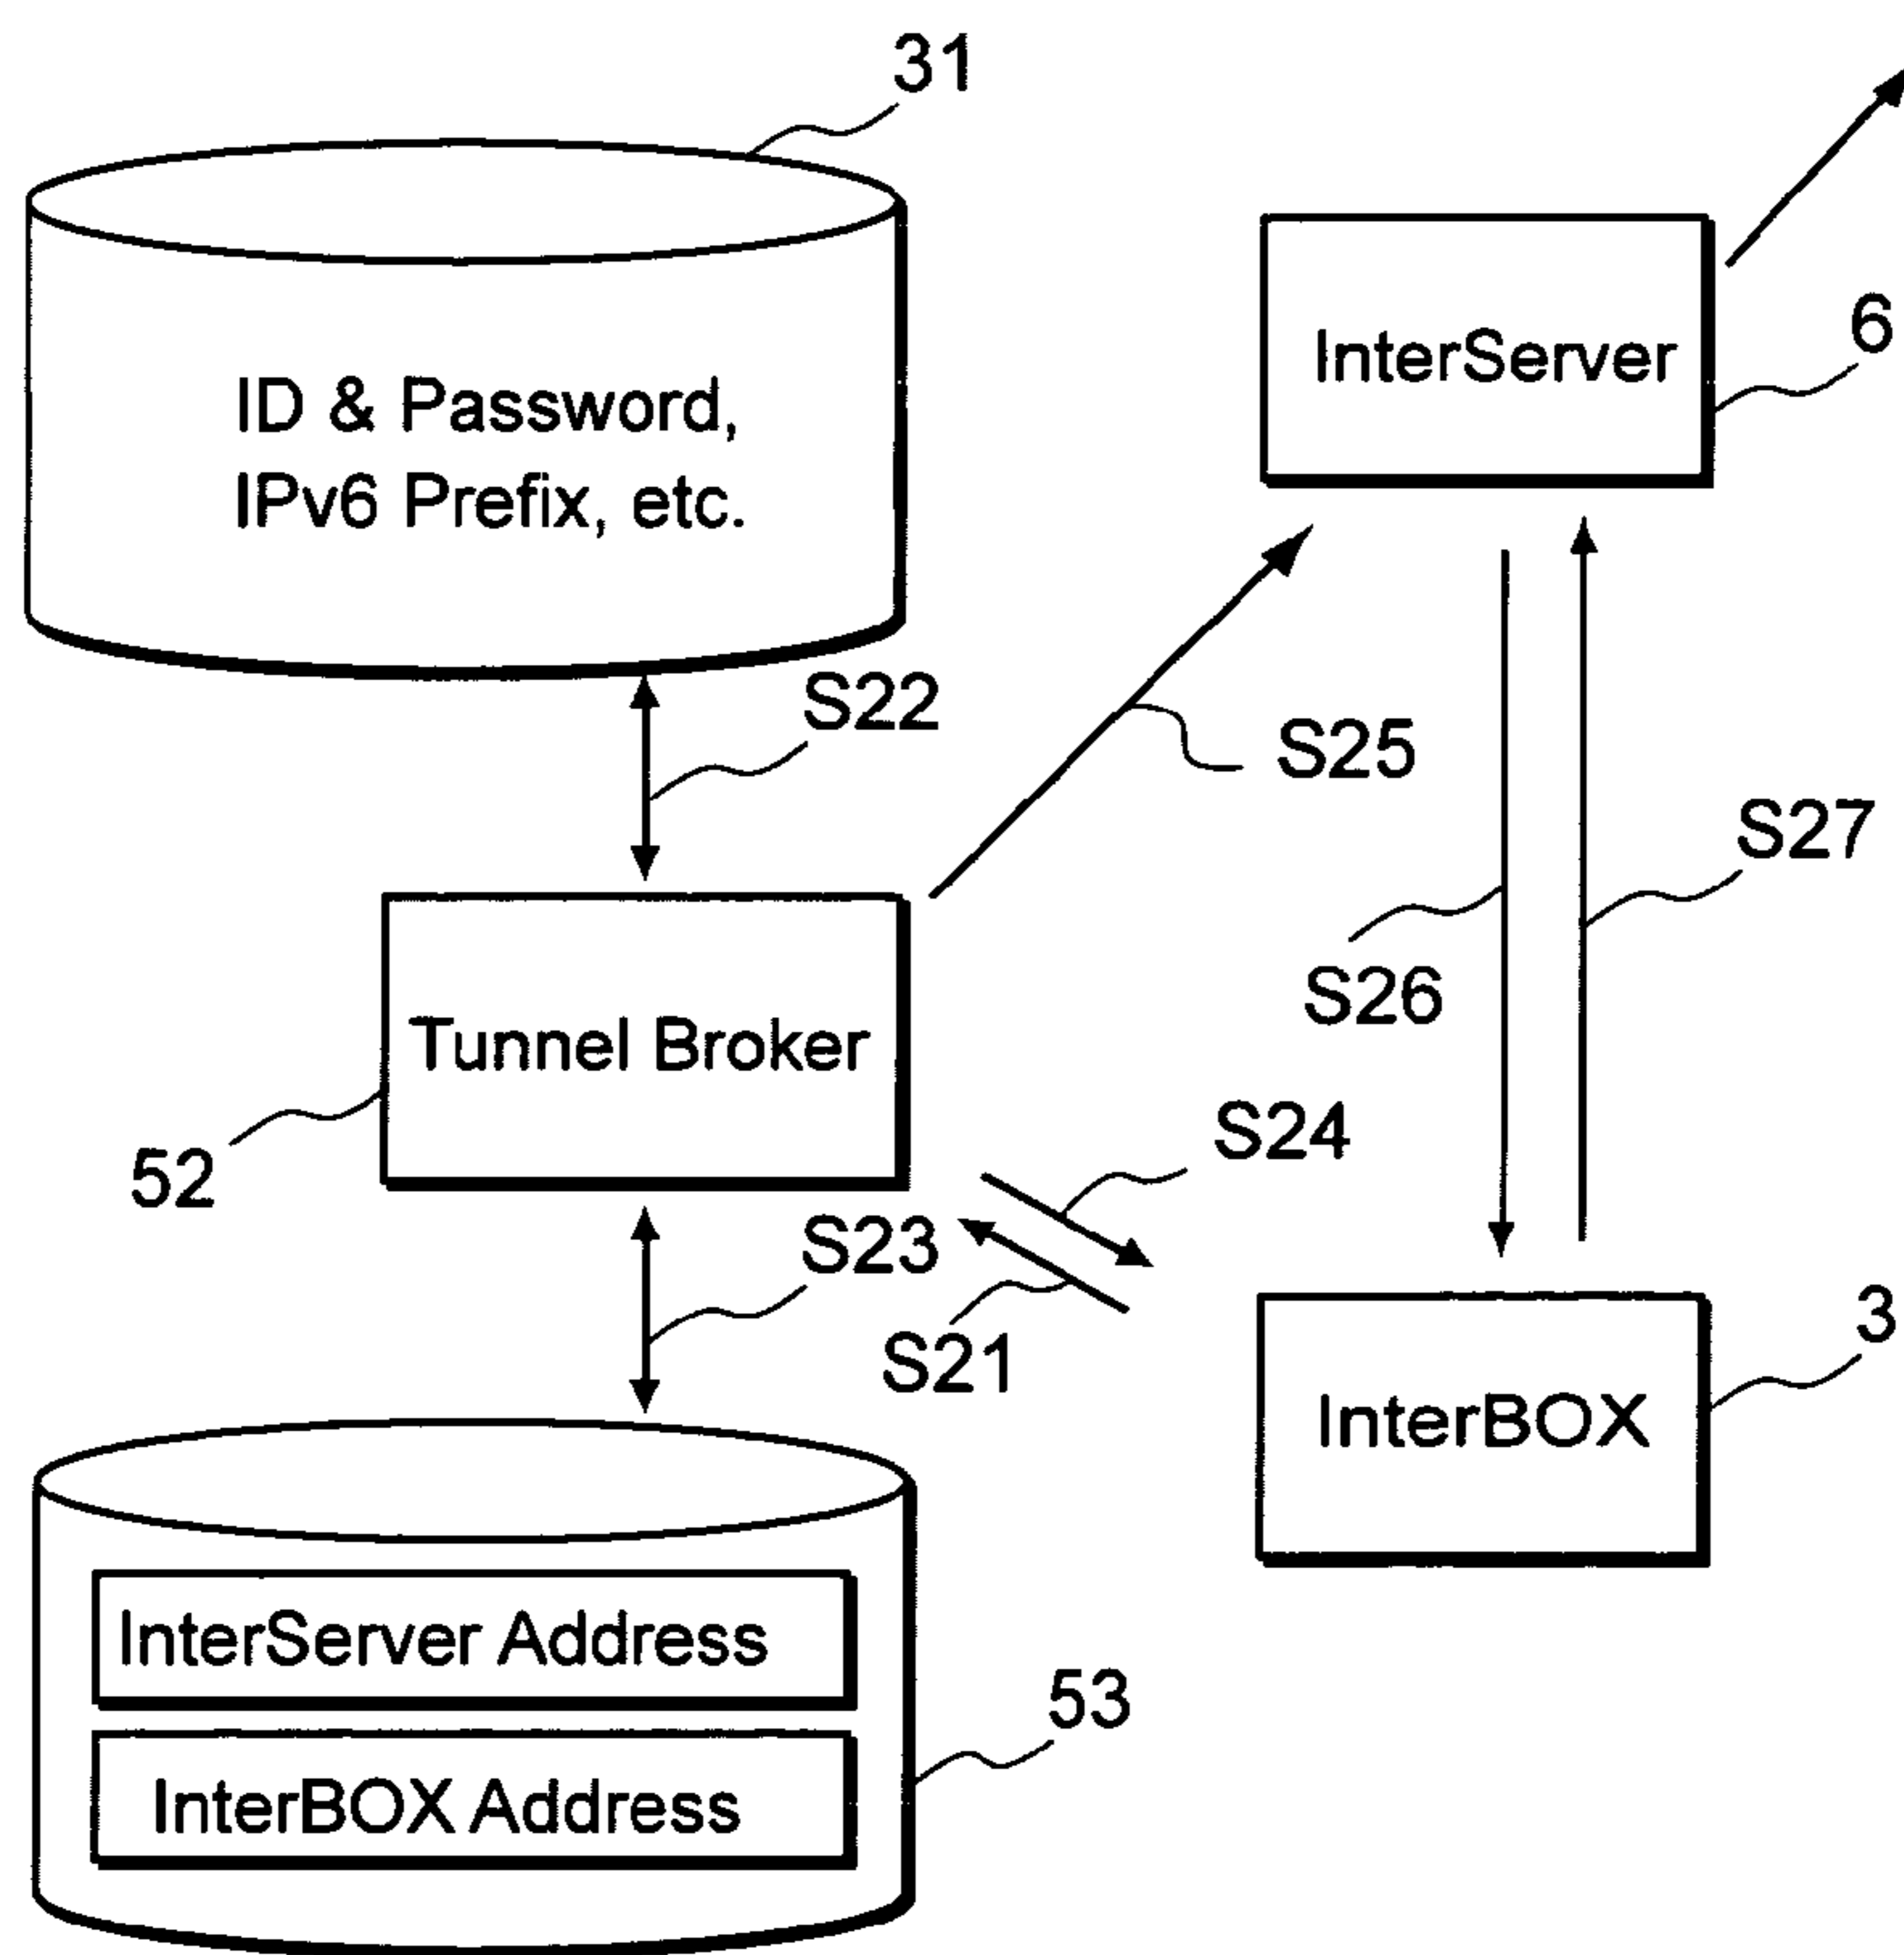 31
InterServer
6
ID & Password,
IPv6 Prefix, etc.
S22
S25
S27
S26
Tunnel Broker
52
S24
S23
S21
3
InterBOX
InterServer Address
53
InterBOX Address